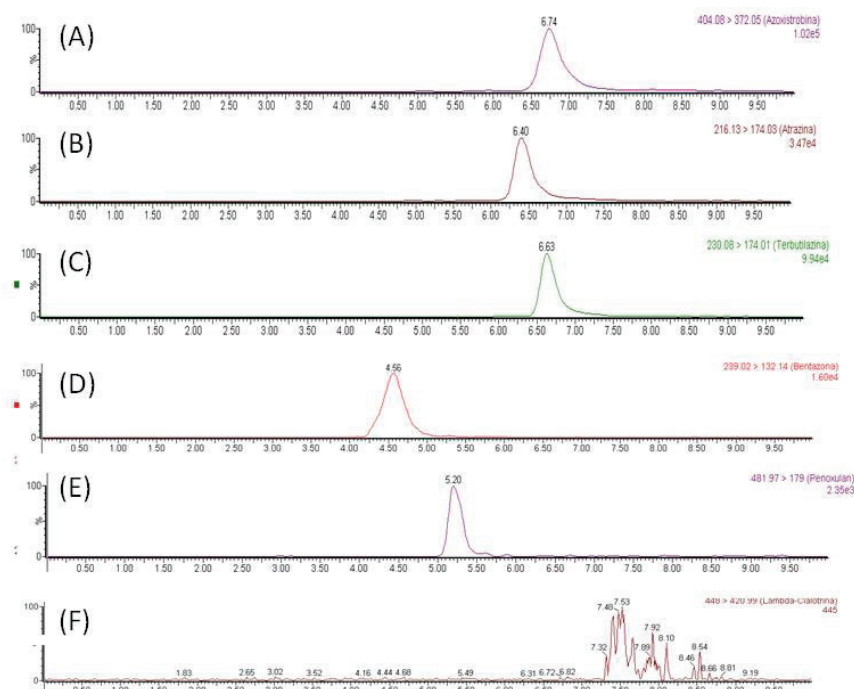 (A)
6.74
404.08 > 372.05 (Azoxistrobina)
1.02e5
100
%
0
0.50 1.00 1.50 2.00 2.50 3.00 3.50 4.00 4.50 5.00 5.50 6.00 6.50 7.00 7.50 8.00 8.50 9.00 9.50
(B)
6.40
216.13 > 174.03 (Atrazina)
3.47e4
100
%
0
0.50 1.00 1.50 2.00 2.50 3.00 3.50 4.00 4.50 5.00 5.50 6.00 6.50 7.00 7.50 8.00 8.50 9.00 9.50
(C)
6.63
230.08 > 174.01 (Terbutilazina)
9.94e4
100
%
0
0.50 1.00 1.50 2.00 2.50 3.00 3.50 4.00 4.50 5.00 5.50 6.00 6.50 7.00 7.50 8.00 8.50 9.00 9.50
(D)
4.56
239.02 > 132.14 (Bentazona)
1.60e4
100
%
0
0.50 1.00 1.50 2.00 2.50 3.00 3.50 4.00 4.50 5.00 5.50 6.00 6.50 7.00 7.50 8.00 8.50 9.00 9.50
(E)
5.20
481.97 > 179 (Penoxulan)
2.35e3
100
%
0
0.50 1.00 1.50 2.00 2.50 3.00 3.50 4.00 4.50 5.00 5.50 6.00 6.50 7.00 7.50 8.00 8.50 9.00 9.50
(F)
448 > 420.99 (Lambda-Cialotrina)
445
100
%
0
7.48 7.53
7.32 7.89 7.92 8.10
8.46 8.54 8.66 8.81 9.19
1.83 2.65 3.02 3.52 4.16 4.44 4.68 5.49 6.31 6.72 6.82